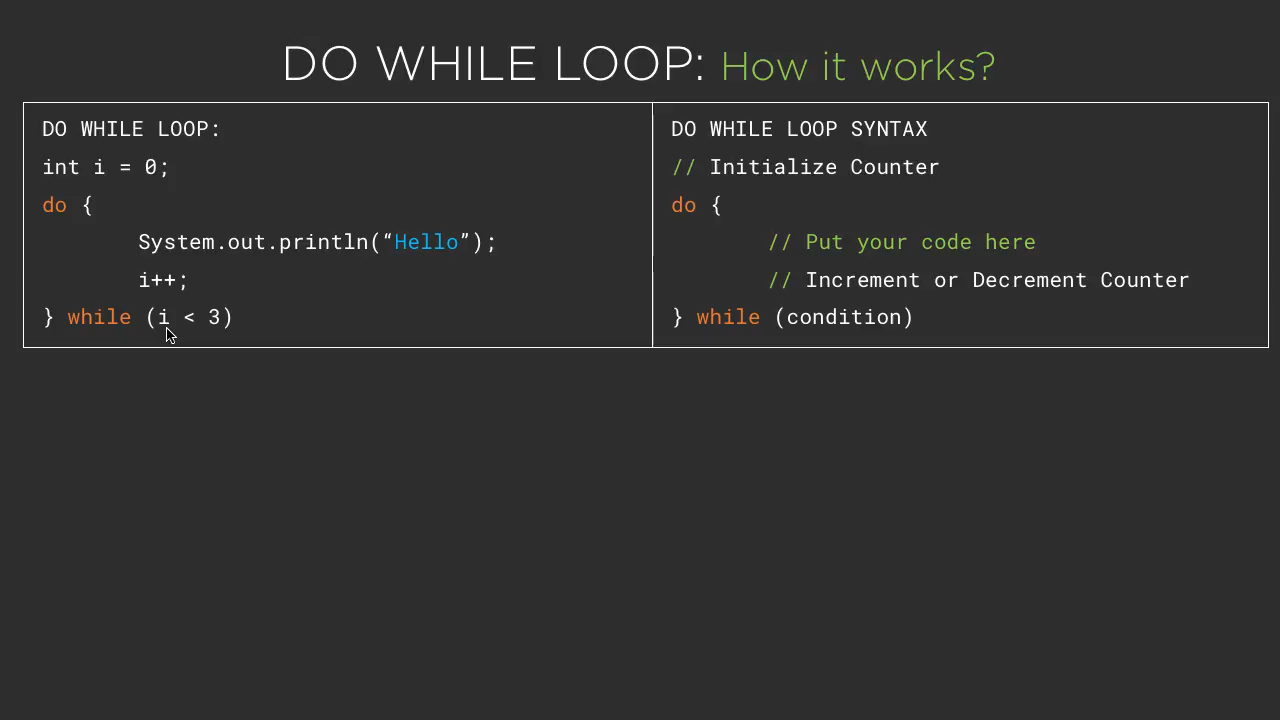 DO WHILE LOOP: How it works?
DO WHILE LOOP:
int i = 0;
do {
System.out.println(“Hello”);
i++;
} while (i < 3)
DO WHILE LOOP SYNTAX
// Initialize Counter
do {
// Put your code here
// Increment or Decrement Counter
} while (condition)